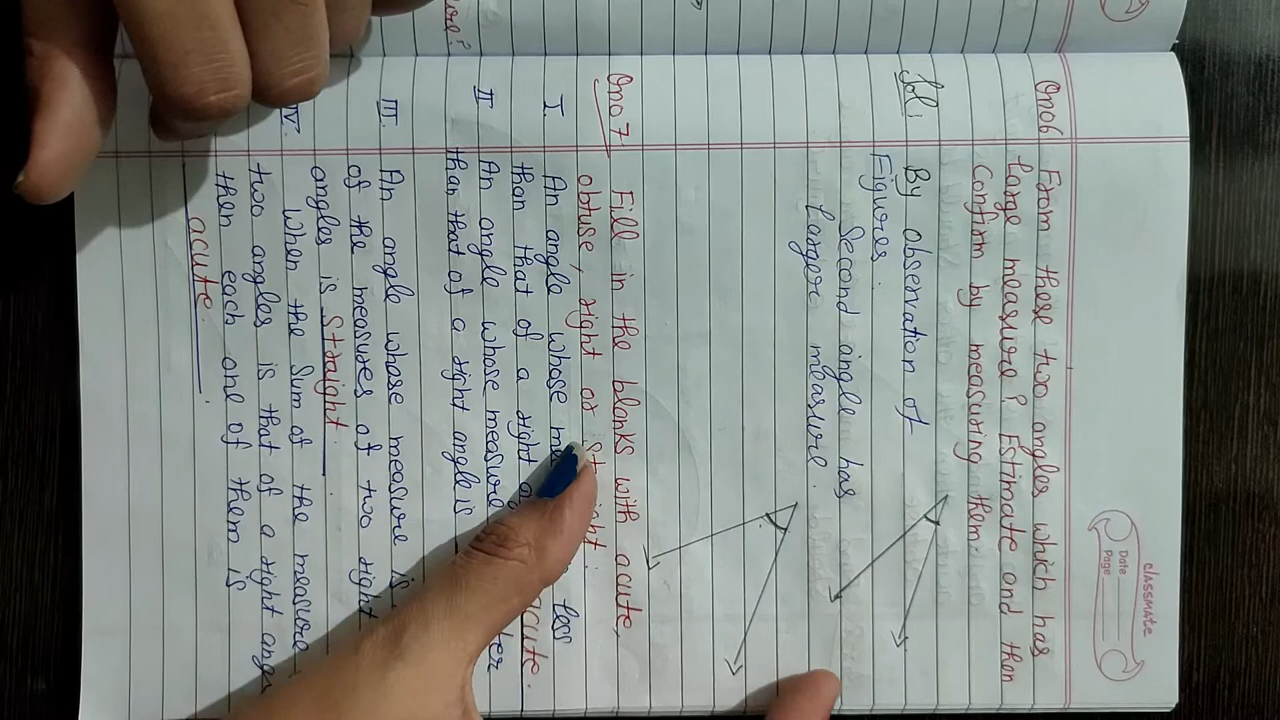 classmate
Date
Page
Qno6 From these two angles which has
large measure? Estimate and then
Confirm by measuring them.
Sol: By observation of
Figures.
Second angle has
larger measure.
Qno7 Fill in the blanks with acute,
obtuse, right or straight.
I. An angle whose less
than that of a right acute.
II An angle whose measure
than that of a right angle is
III. An angle whose measure is
of the measures of two right
angles is straight.
IV. When the sum of the measure
two angles is that of a right
then each one of them is
acute.